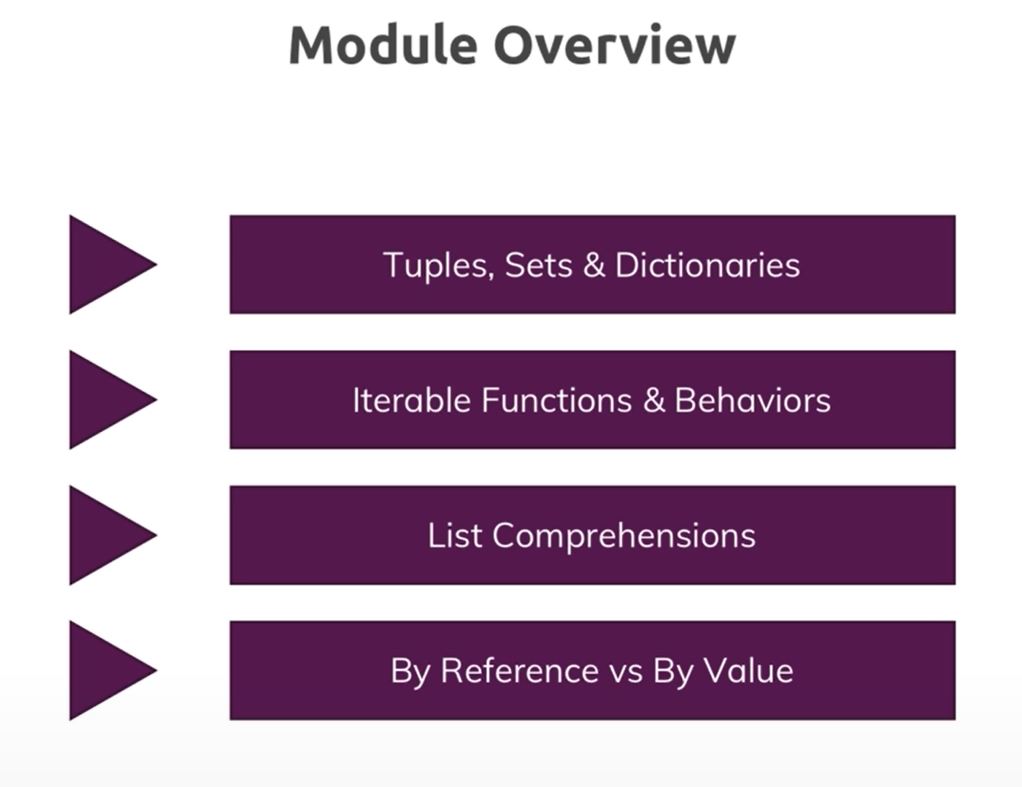 Module Overview
Tuples, Sets & Dictionaries
Iterable Functions & Behaviors
List Comprehensions
By Reference vs By Value